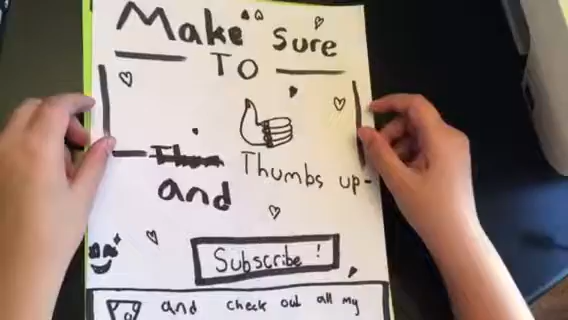 Make sure
TO
Thumbs up-
and
Subscribe!
and check out all my